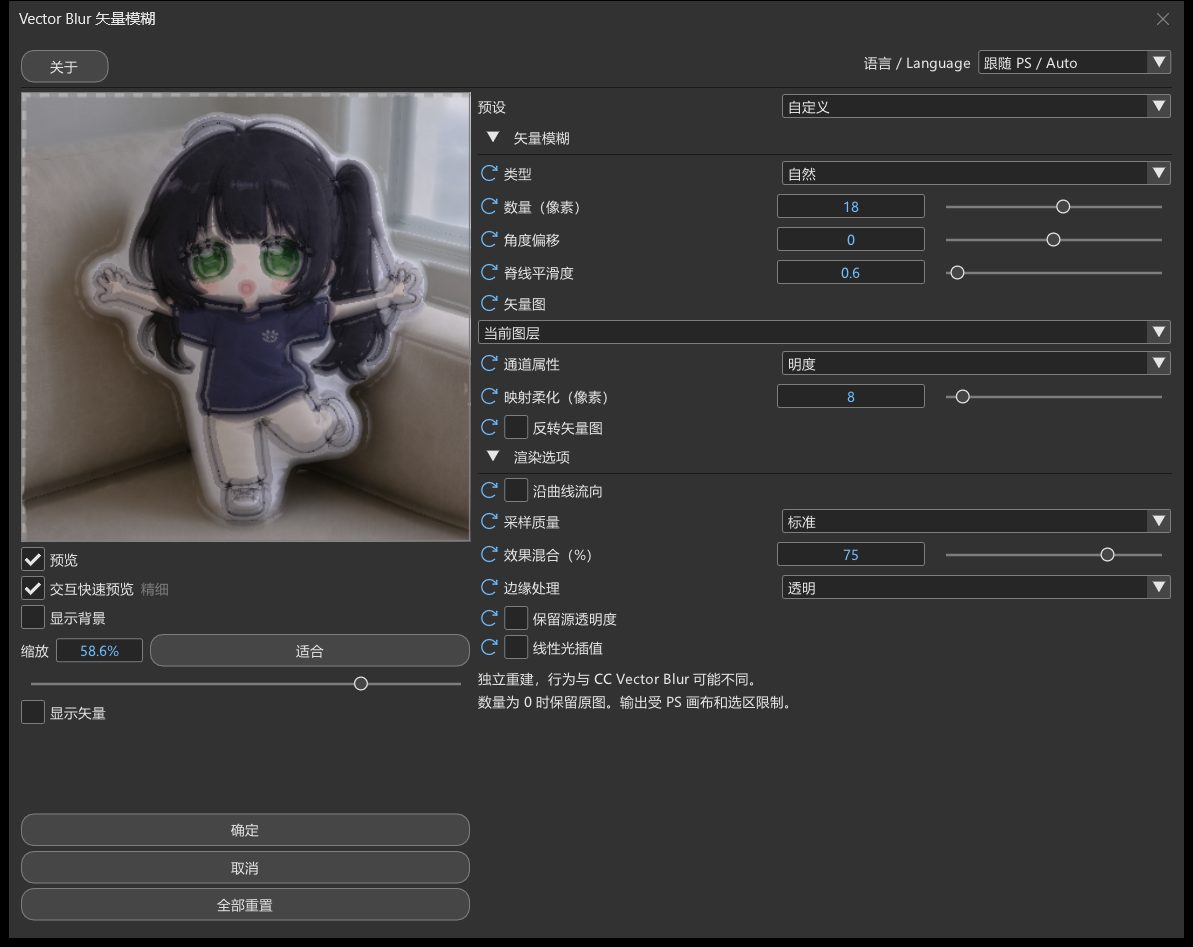 Vector Blur 矢量模糊
关于
语言 / Language 跟随 PS / Auto
预设 自定义
矢量模糊
类型 自然
数量（像素） 18
角度偏移 0
脊线平滑度 0.6
矢量图
当前图层
通道属性 明度
映射柔化（像素） 8
反转矢量图
渲染选项
沿曲线流向
采样质量 标准
效果混合（%） 75
边缘处理 透明
保留源透明度
线性光插值
独立重建，行为与 CC Vector Blur 可能不同。
数量为 0 时保留原图。输出受 PS 画布和选区限制。
预览
交互快速预览 精细
显示背景
缩放 58.6% 适合
显示矢量
确定
取消
全部重置